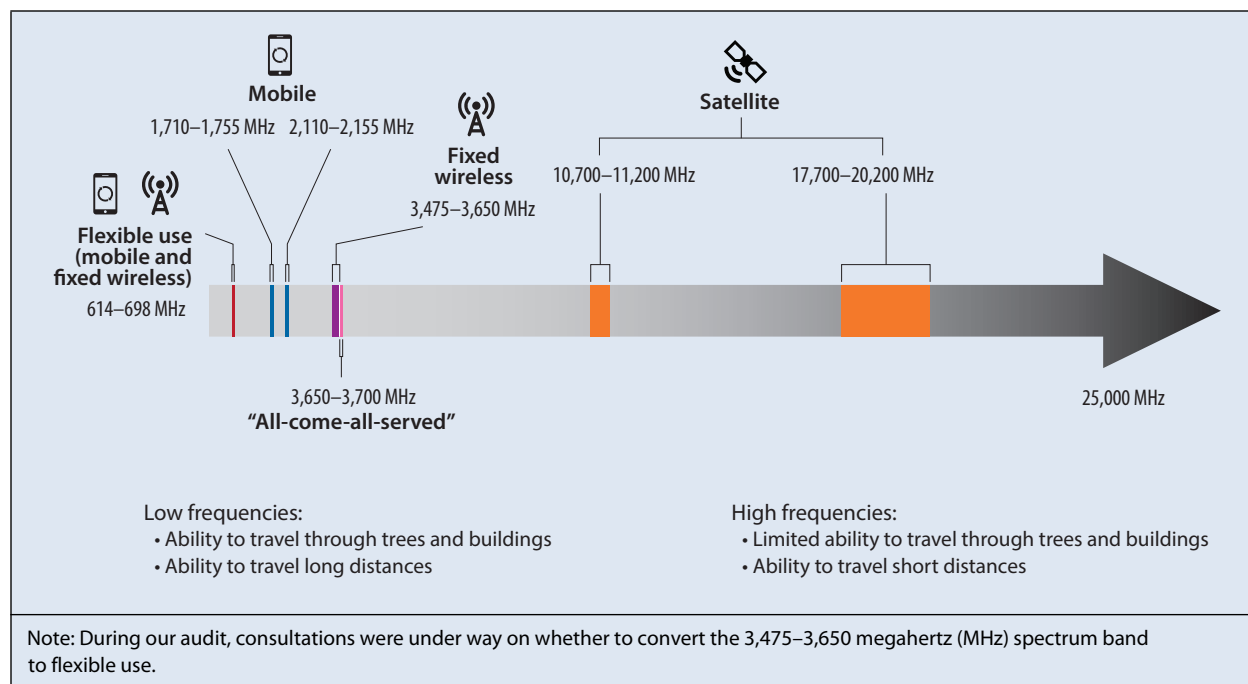 Mobile
1,710–1,755 MHz
2,110–2,155 MHz
Satellite
Fixed
wireless
3,475–3,650 MHz
10,700–11,200 MHz
17,700–20,200 MHz
Flexible use
(mobile and
fixed wireless)
614–698 MHz
3,650–3,700 MHz
“All-come-all-served”
25,000 MHz
Low frequencies:
• Ability to travel through trees and buildings
• Ability to travel long distances
High frequencies:
• Limited ability to travel through trees and buildings
• Ability to travel short distances
Note: During our audit, consultations were under way on whether to convert the 3,475–3,650 megahertz (MHz) spectrum band
to flexible use.